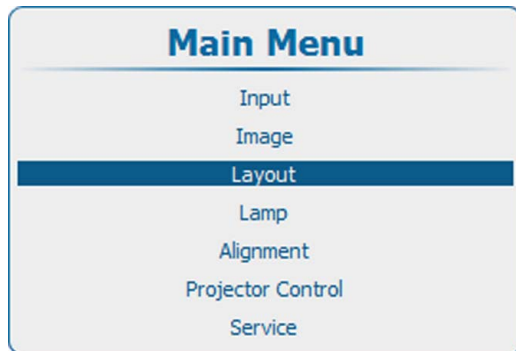 Main Menu
Input
Image
Layout
Lamp
Alignment
Projector Control
Service